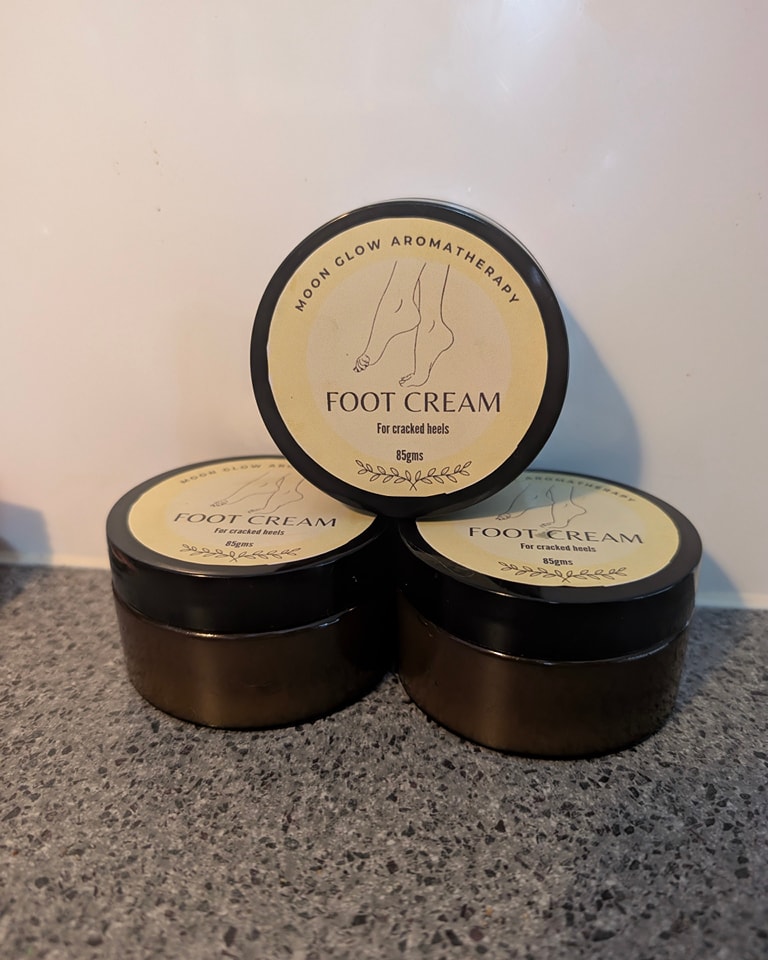 MOON GLOW AROMATHERAPY
FOOT CREAM
For cracked heels
85gms
MOON GLOW
FOOT CREAM
For cracked heels
85gms
AROMATHERAPY
FOOT CREAM
For cracked heels
85gms